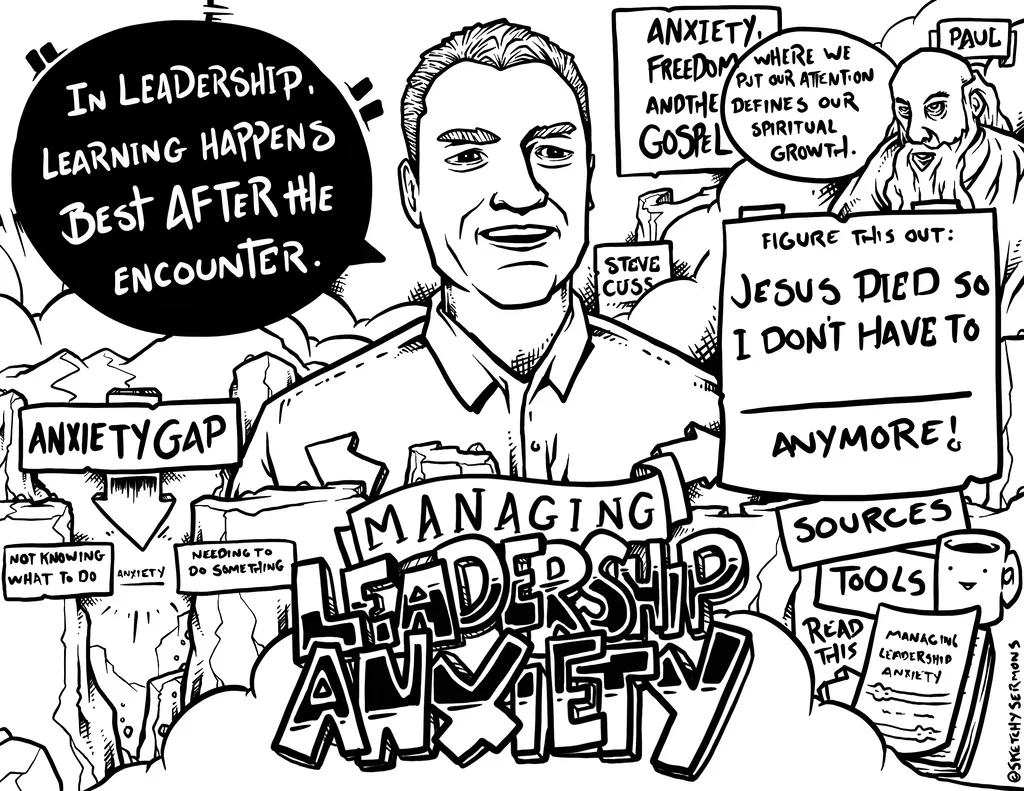 IN LEADERSHIP,
LEARNING HAPPENS
BEST AFTER THE
ENCOUNTER.
ANXIETY,
FREEDOM
AND THE
GOSPEL
WHERE WE
PUT OUR ATTENTION
DEFINES OUR
SPIRITUAL
GROWTH.
PAUL
STEVE
CUSS
FIGURE THIS OUT:
JESUS DIED SO
I DON'T HAVE TO
ANYMORE!
ANXIETY GAP
NOT KNOWING
WHAT TO DO
ANXIETY
NEEDING TO
DO SOMETHING
MANAGING
LEADERSHIP
ANXIETY
SOURCES
TOOLS
READ
THIS
MANAGING
LEADERSHIP
ANXIETY
@SKETCHYSERMONS